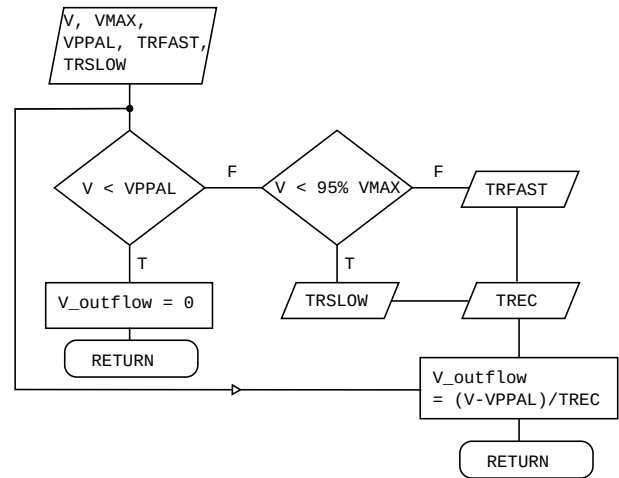 V, VMAX,
VPPAL, TRFAST,
TRSLOW
V < VPPAL
F
V < 95% VMAX
F
TRFAST
T
T
V_outflow = 0
TRSLOW
TREC
RETURN
V_outflow
= (V-VPPAL)/TREC
RETURN